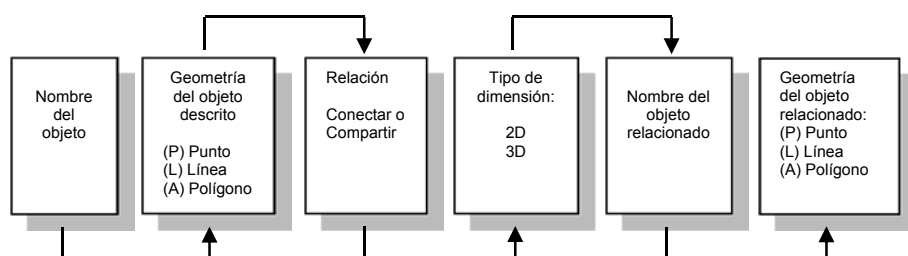 Nombre
del
objeto
Geometría
del objeto
descrito
(P) Punto
(L) Línea
(A) Polígono
Relación
Conectar o
Compartir
Tipo de
dimensión:
2D
3D
Nombre del
objeto
relacionado
Geometría
del objeto
relacionado:
(P) Punto
(L) Línea
(A) Polígono